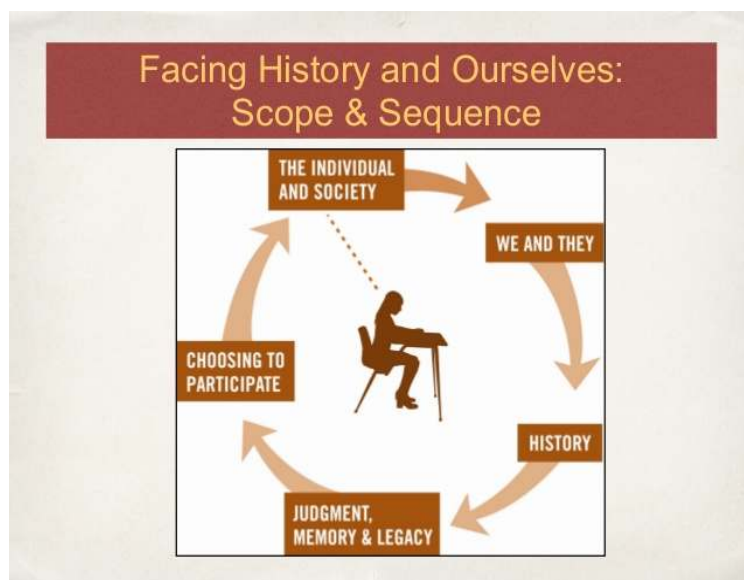 Facing History and Ourselves:
Scope & Sequence
THE INDIVIDUAL
AND SOCIETY
WE AND THEY
HISTORY
JUDGMENT,
MEMORY & LEGACY
CHOOSING TO
PARTICIPATE